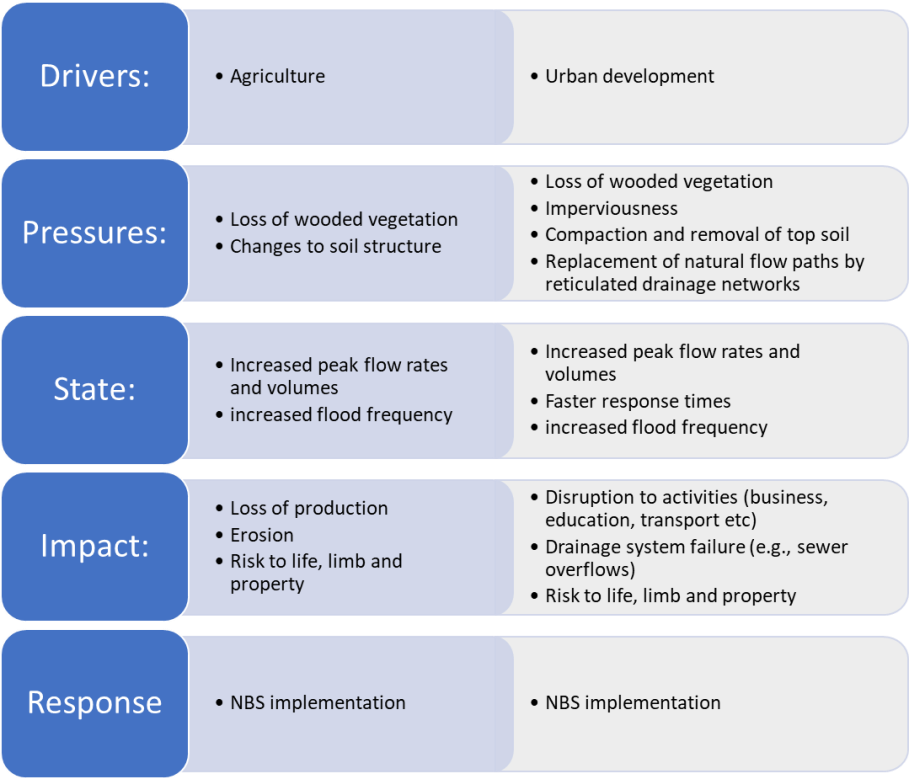 Drivers:
• Agriculture
• Urban development
Pressures:
• Loss of wooded vegetation
• Changes to soil structure
• Loss of wooded vegetation
• Imperviousness
• Compaction and removal of top soil
• Replacement of natural flow paths by
reticulated drainage networks
State:
• Increased peak flow rates
and volumes
• increased flood frequency
• Increased peak flow rates and
volumes
• Faster response times
• increased flood frequency
Impact:
• Loss of production
• Erosion
• Risk to life, limb and
property
• Disruption to activities (business,
education, transport etc)
• Drainage system failure (e.g., sewer
overflows)
• Risk to life, limb and property
Response
• NBS implementation
• NBS implementation